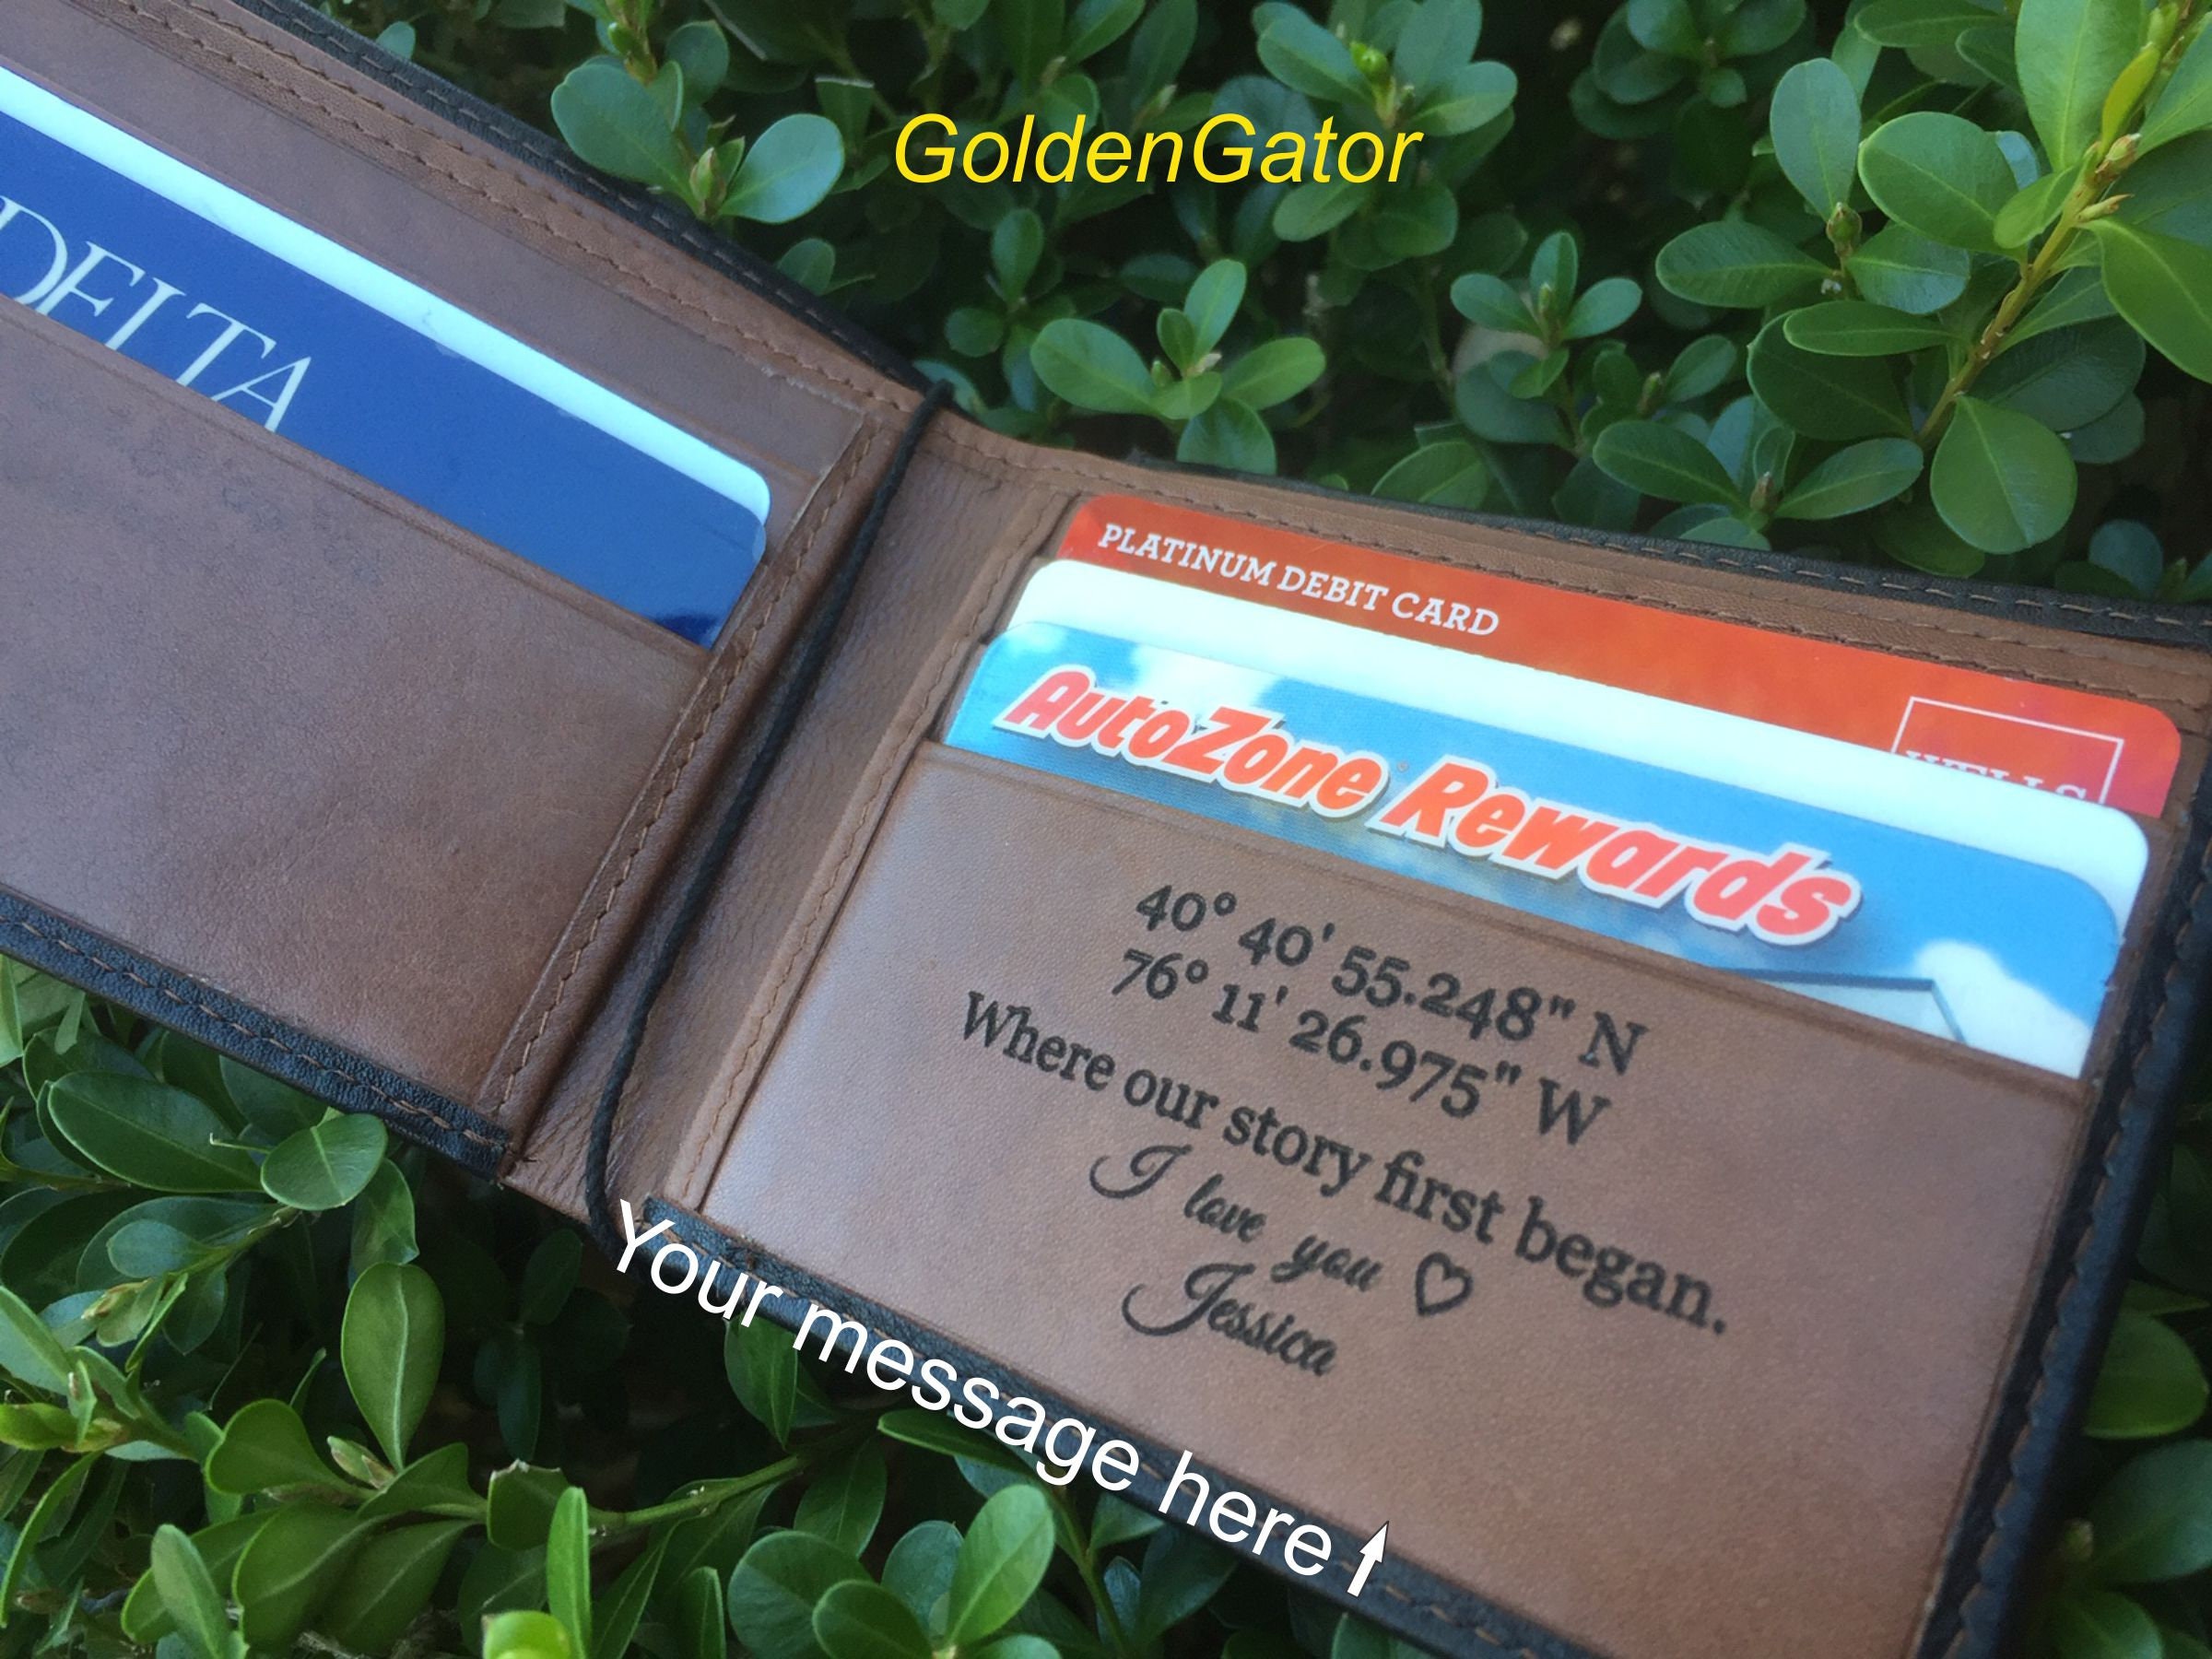 GoldenGator
DELTA
PLATINUM DEBIT CARD
WELLS
AutoZone Rewards
40° 40' 55.248" N
76° 11' 26.975" W
Where our story first began.
I love you ♡
Jessica
Your message here